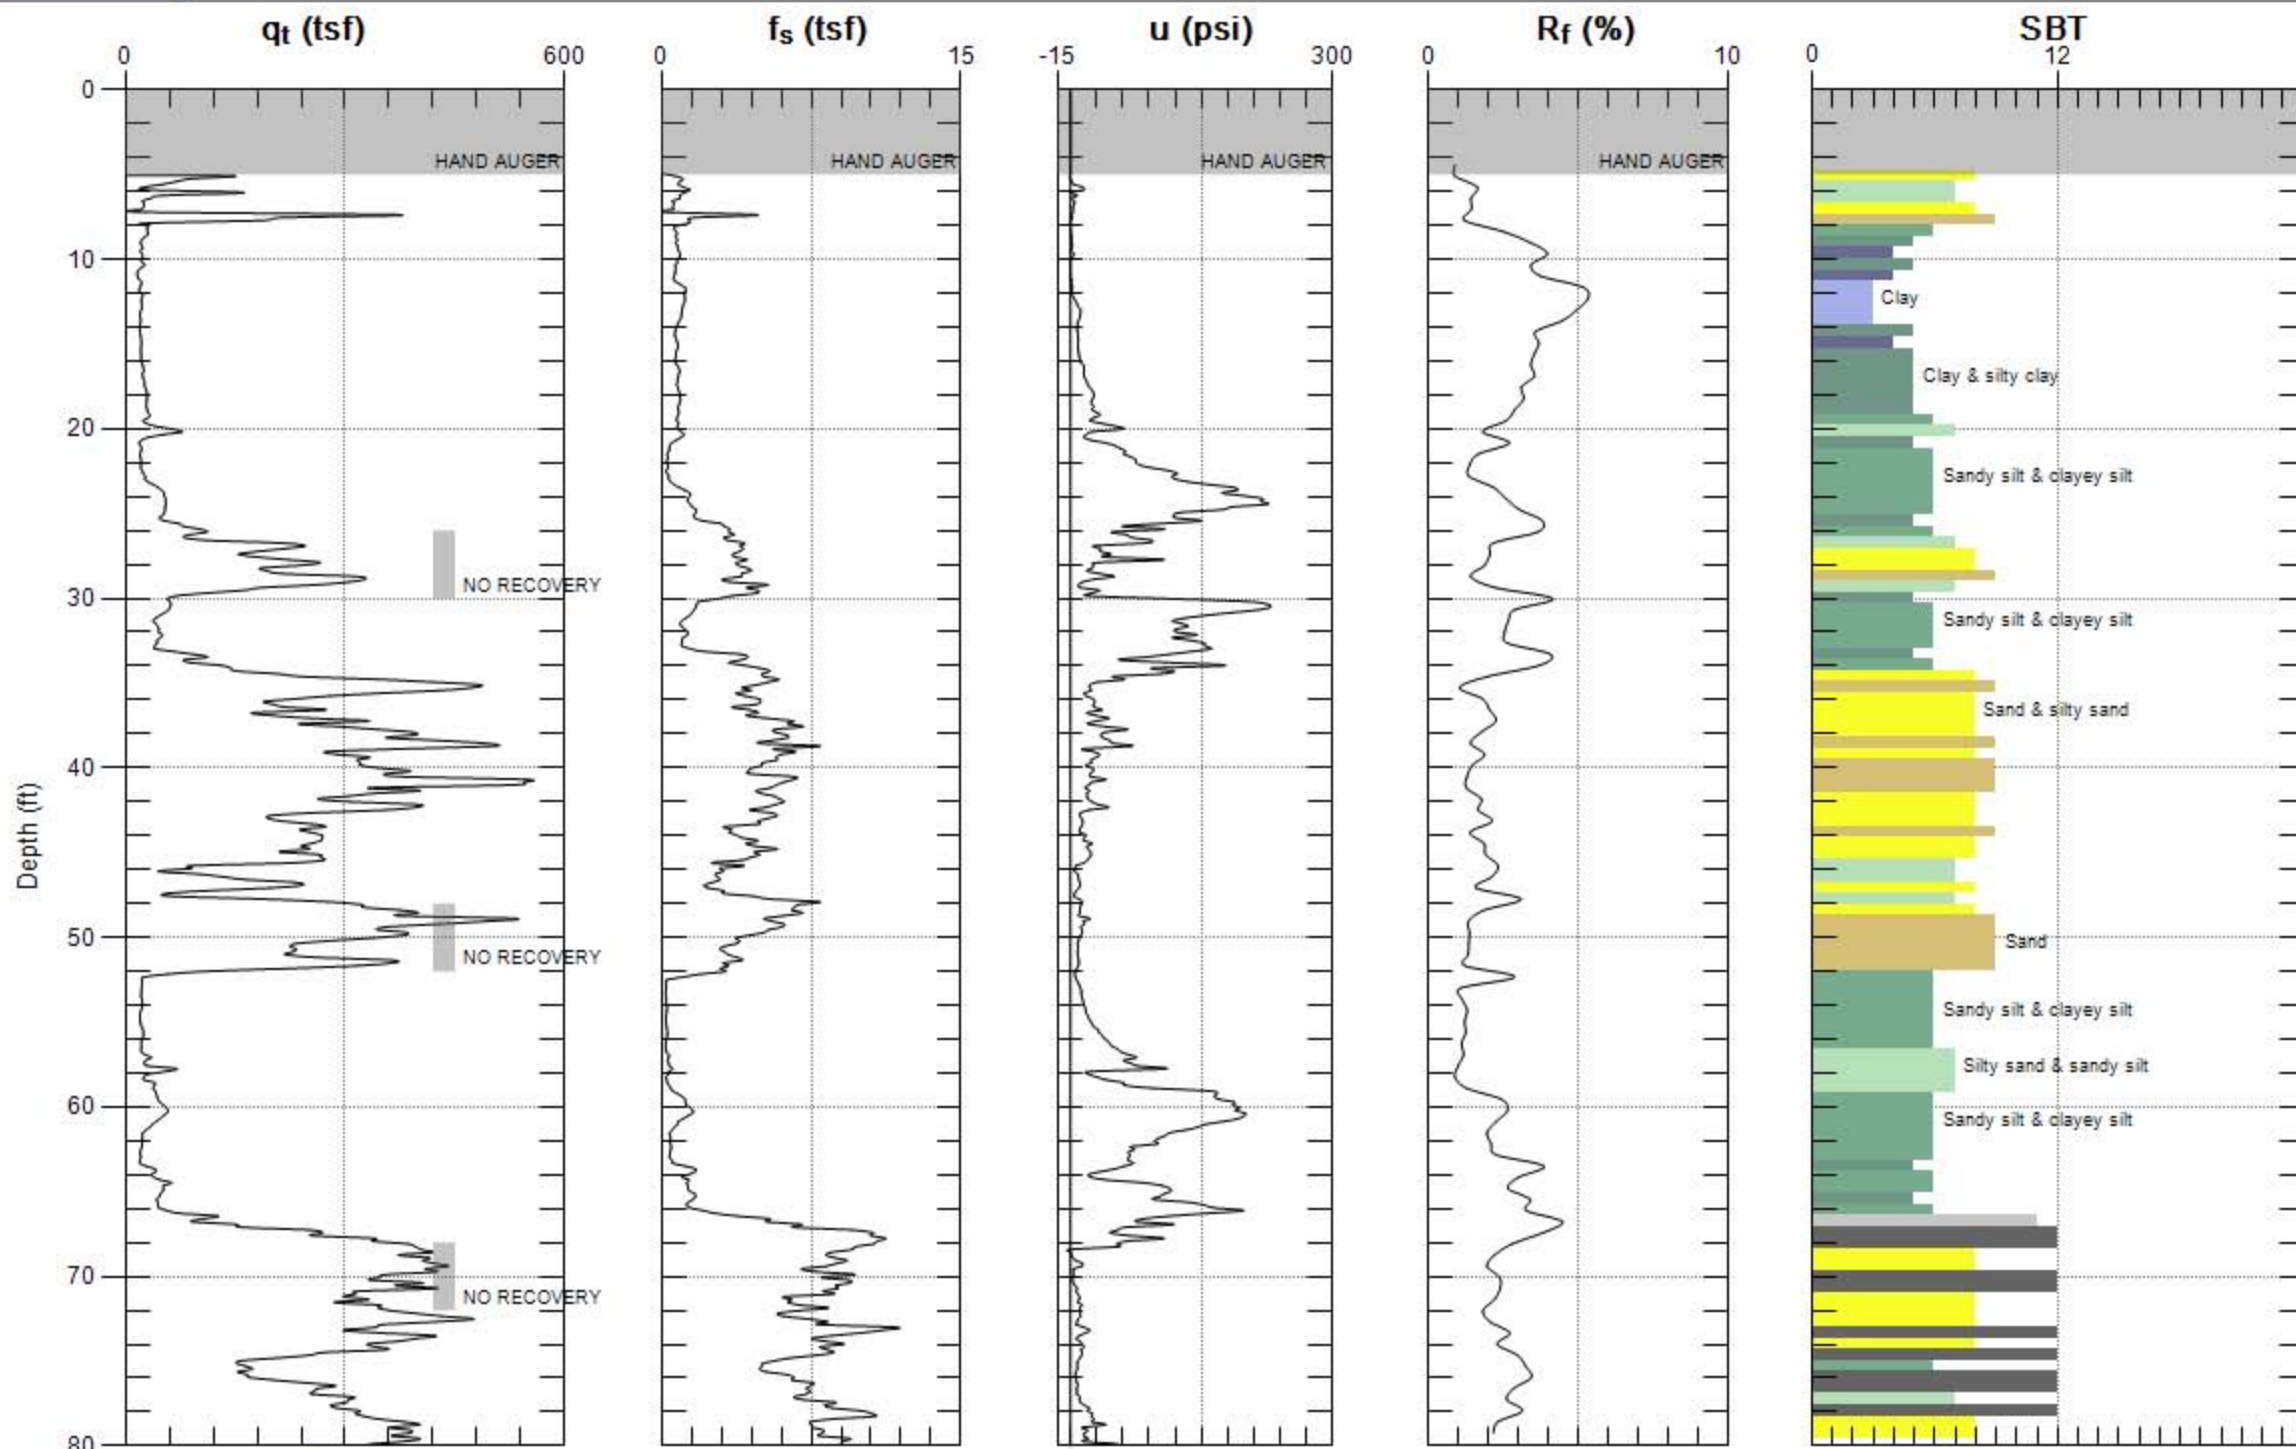 qt (tsf)
fs (tsf)
u (psi)
Rf (%)
SBT
0 600
0 15
-15 300
0 10
0 12
0
HAND AUGER
HAND AUGER
HAND AUGER
HAND AUGER
10
Clay
Clay & silty clay
20
Sandy silt & clayey silt
NO RECOVERY
30
Sandy silt & clayey silt
Sand & silty sand
40
Depth (ft)
50
Sand
NO RECOVERY
Sandy silt & clayey silt
Silty sand & sandy silt
60
Sandy silt & clayey silt
70
NO RECOVERY
80